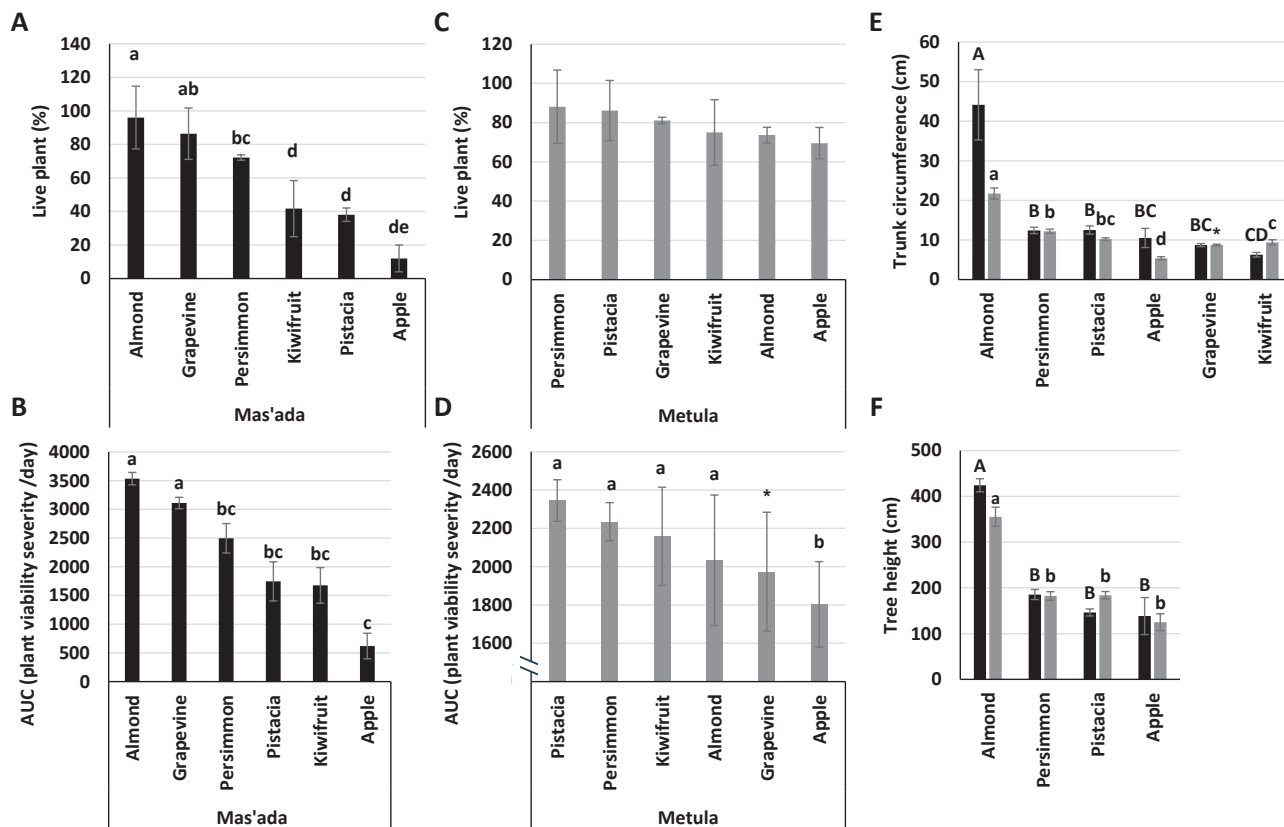 A
Live plant (%)
140
120
100
80
60
40
20
0
a
ab
bc
d
d
de
Almond
Grapevine
Persimmon
Kiwifruit
Pistacia
Apple
Mas'ada
B
AUC (plant viability severity /day)
4000
3500
3000
2500
2000
1500
1000
500
0
a
a
bc
bc
bc
c
Almond
Grapevine
Persimmon
Pistacia
Kiwifruit
Apple
Mas'ada
C
Live plant (%)
120
100
80
60
40
20
0
Persimmon
Pistacia
Grapevine
Kiwifruit
Almond
Apple
Metula
D
AUC (plant viability severity /day)
2600
2400
2200
2000
1800
1600
a
a
a
a
*
b
Pistacia
Persimmon
Kiwifruit
Almond
Grapevine
Apple
Metula
E
Trunk circumference (cm)
60
50
40
30
20
10
0
A
a
B b
B bc
BC d
BC *
CD c
Almond
Persimmon
Pistacia
Apple
Grapevine
Kiwifruit
F
Tree height (cm)
500
400
300
200
100
0
A
a
B b
B b
B b
Almond
Persimmon
Pistacia
Apple